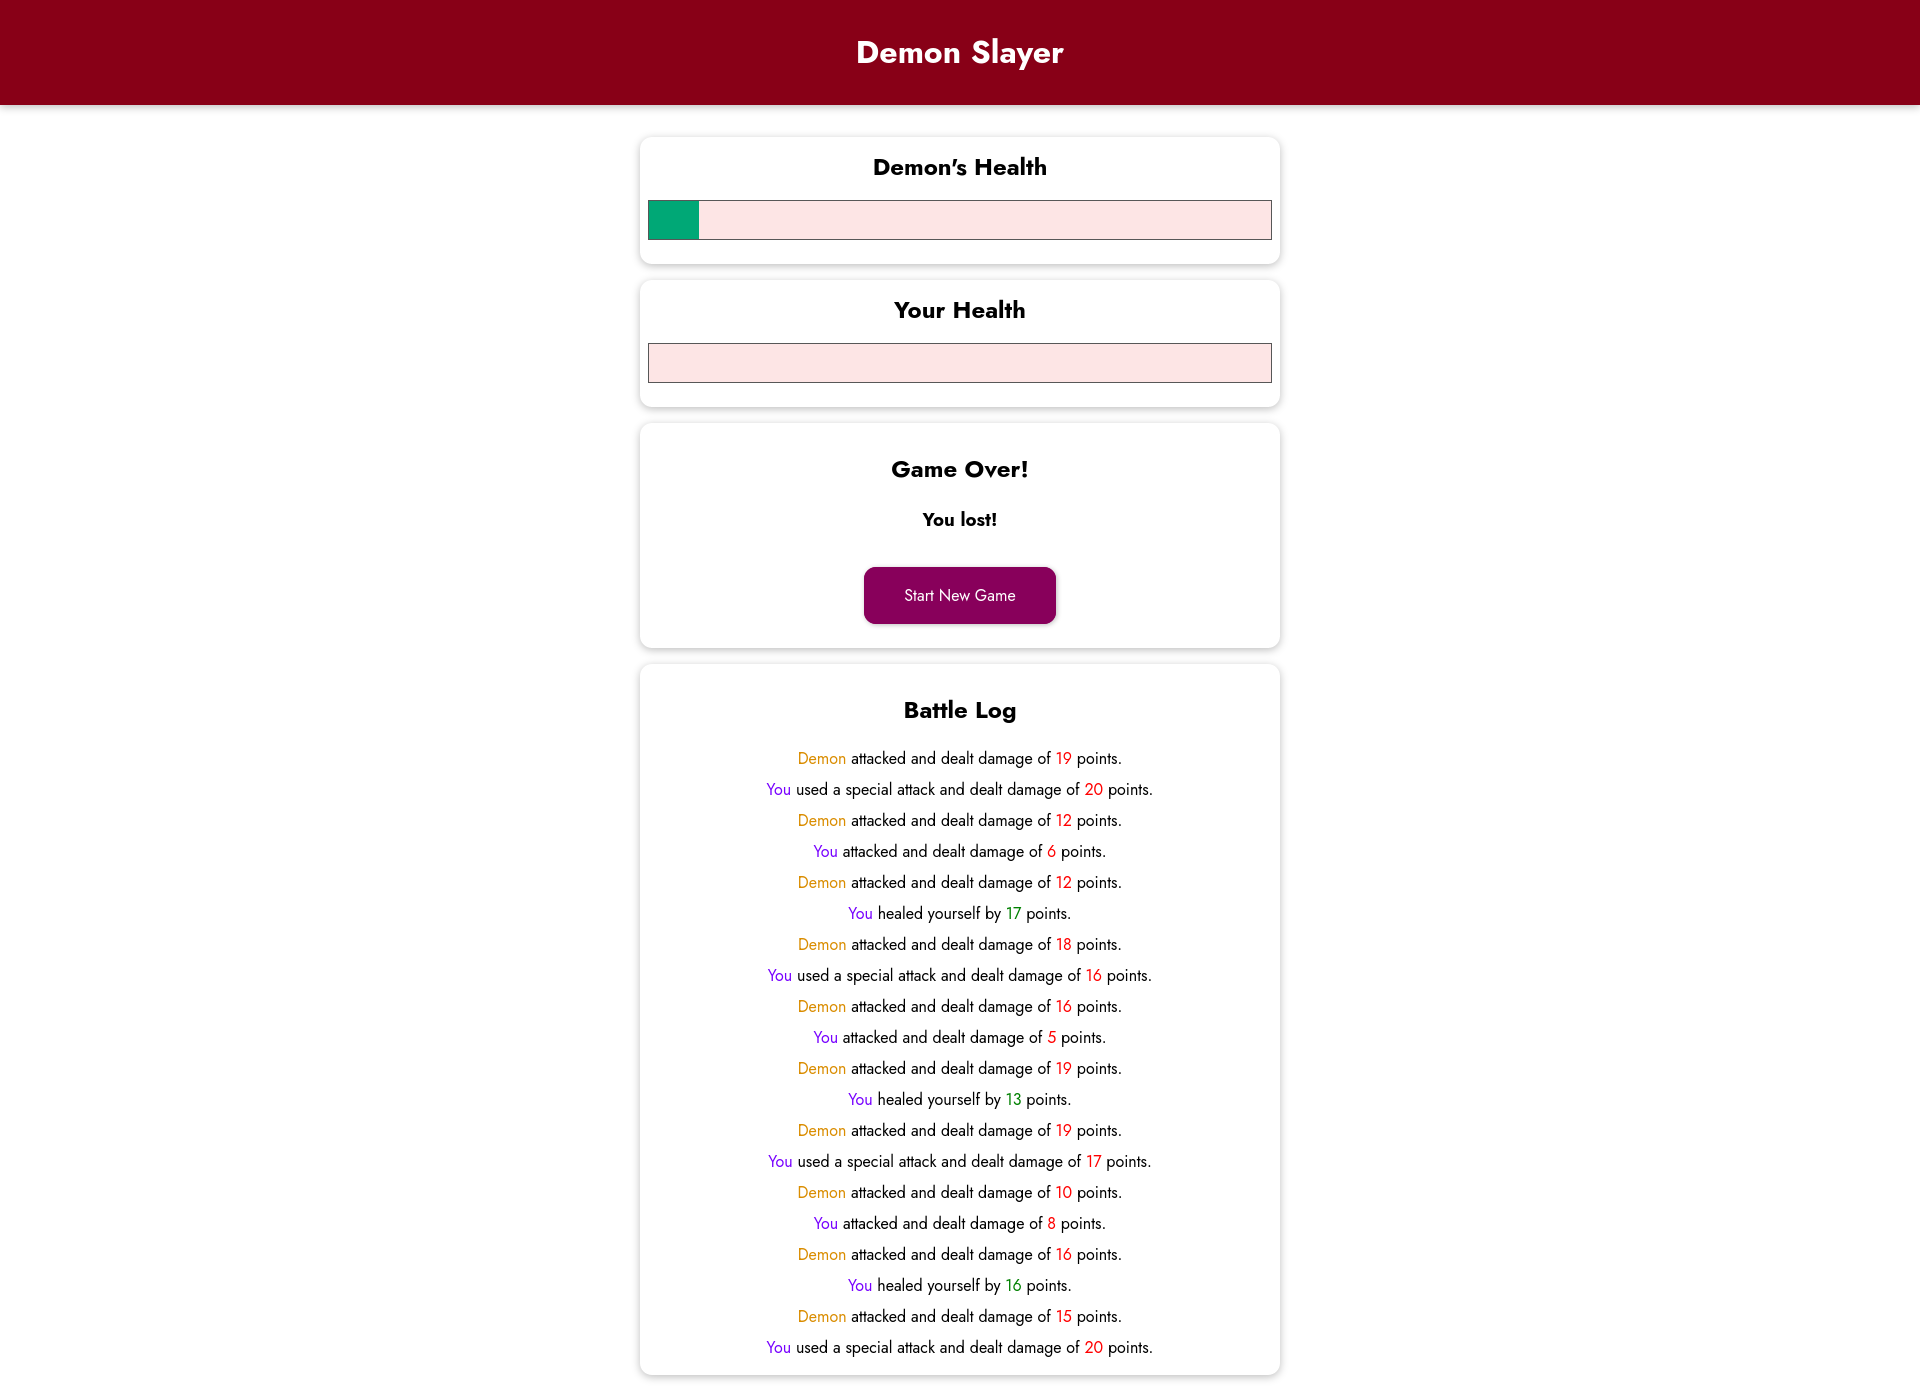 Demon Slayer
Demon's Health
Your Health
Game Over!
You lost!
Start New Game
Battle Log
Demon attacked and dealt damage of 19 points.
You used a special attack and dealt damage of 20 points.
Demon attacked and dealt damage of 12 points.
You attacked and dealt damage of 6 points.
Demon attacked and dealt damage of 12 points.
You healed yourself by 17 points.
Demon attacked and dealt damage of 18 points.
You used a special attack and dealt damage of 16 points.
Demon attacked and dealt damage of 16 points.
You attacked and dealt damage of 5 points.
Demon attacked and dealt damage of 19 points.
You healed yourself by 13 points.
Demon attacked and dealt damage of 19 points.
You used a special attack and dealt damage of 17 points.
Demon attacked and dealt damage of 10 points.
You attacked and dealt damage of 8 points.
Demon attacked and dealt damage of 16 points.
You healed yourself by 16 points.
Demon attacked and dealt damage of 15 points.
You used a special attack and dealt damage of 20 points.